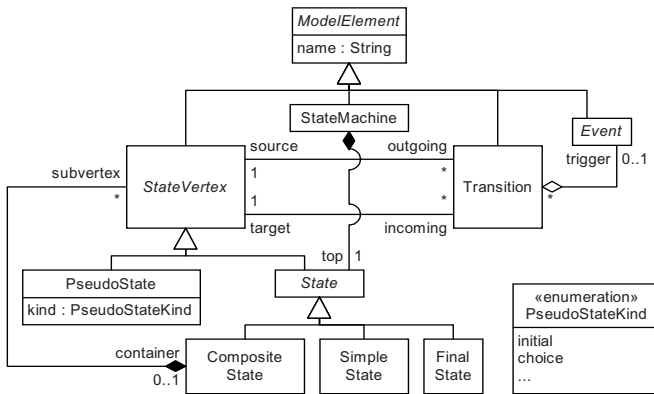 ModelElement
name : String
StateMachine
Event
source
outgoing
trigger
0..1
subvertex
*
StateVertex
1
*
Transition
*
1
*
target
incoming
top
1
PseudoState
kind : PseudoStateKind
State
«enumeration»
PseudoStateKind
initial
choice
...
container
0..1
Composite
State
Simple
State
Final
State